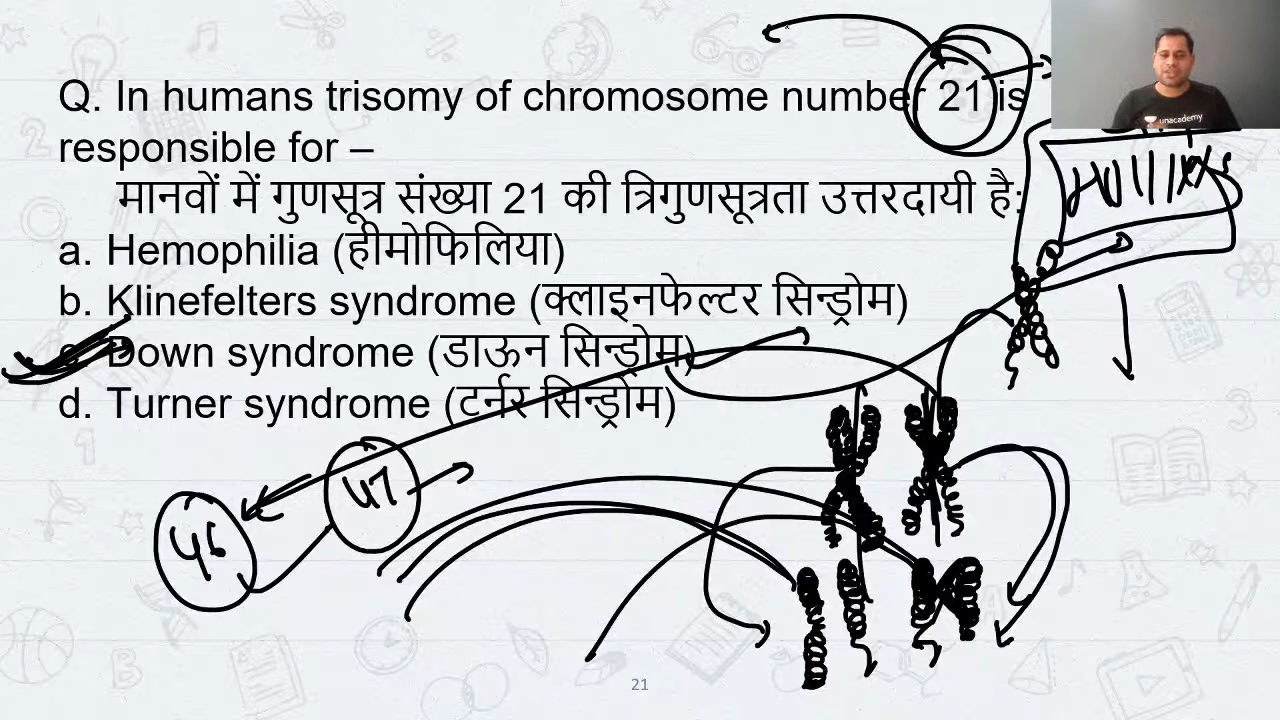 Q. In humans trisomy of chromosome number 21 is
responsible for –
मानवों में गुणसूत्र संख्या 21 की त्रिगुणसूत्रता उत्तरदायी है:
a. Hemophilia (हीमोफिलिया)
b. Klinefelters syndrome (क्लाइनफेल्टर सिन्ड्रोम)
c. Down syndrome (डाऊन सिन्ड्रोम)
d. Turner syndrome (टर्नर सिन्ड्रोम)
47
46
21
unacademy